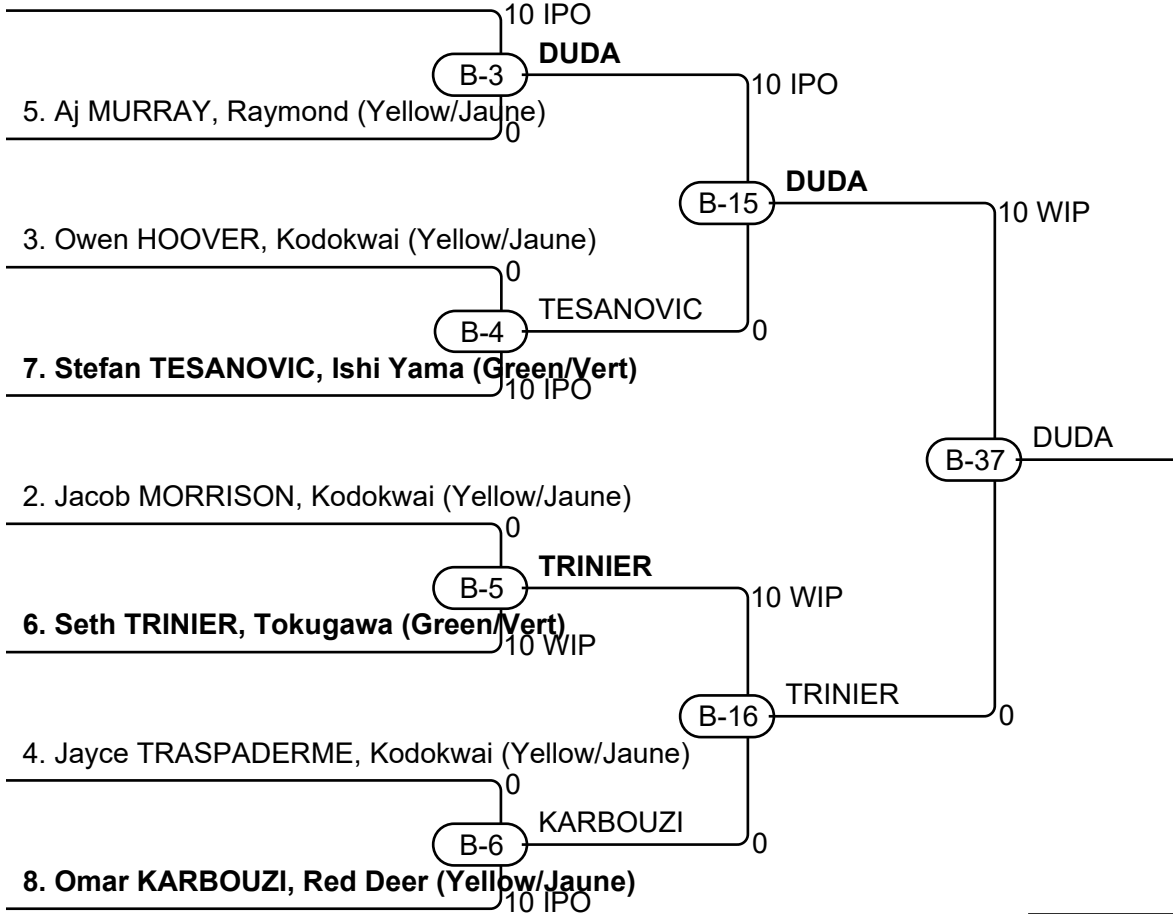 10 IPO
DUDA
B-3
10 IPO
5. Aj MURRAY, Raymond (Yellow/Jaune)
0
DUDA
B-15
10 WIP
3. Owen HOOVER, Kodokwai (Yellow/Jaune)
0
TESANOVIC
B-4
0
7. Stefan TESANOVIC, Ishi Yama (Green/Vert)
10 IPO
DUDA
B-37
2. Jacob MORRISON, Kodokwai (Yellow/Jaune)
0
TRINIER
B-5
10 WIP
6. Seth TRINIER, Tokugawa (Green/Vert)
10 WIP
TRINIER
B-16
0
4. Jayce TRASPADERME, Kodokwai (Yellow/Jaune)
0
KARBOUZI
B-6
0
8. Omar KARBOUZI, Red Deer (Yellow/Jaune)
10 IPO